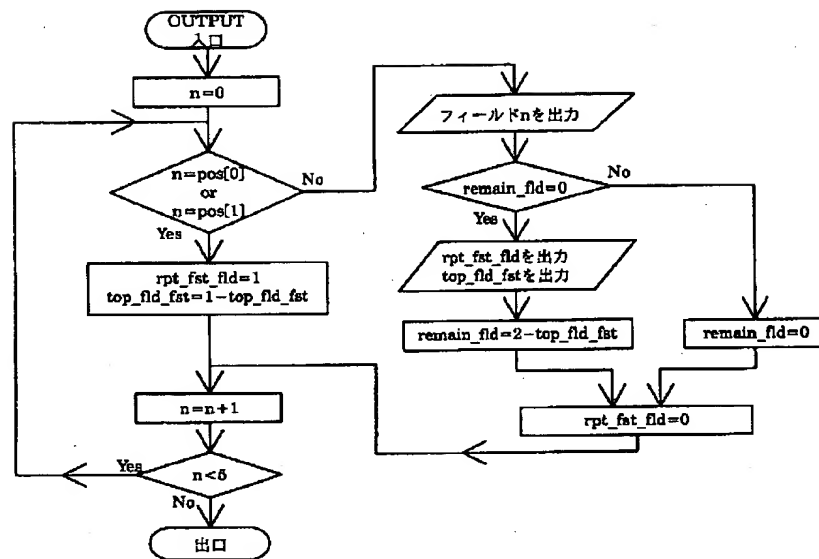 OUTPUT
入口
n=0
n=pos[0]
or
n=pos[1]
No
Yes
rpt_fst_fld=1
top_fld_fst=1-top_fld_fst
n=n+1
Yes
n<5
No
出口
フィールドnを出力
remain_fld=0
No
Yes
rpt_fst_fldを出力
top_fld_fstを出力
remain_fld=2-top_fld_fst
remain_fld=0
rpt_fst_fld=0